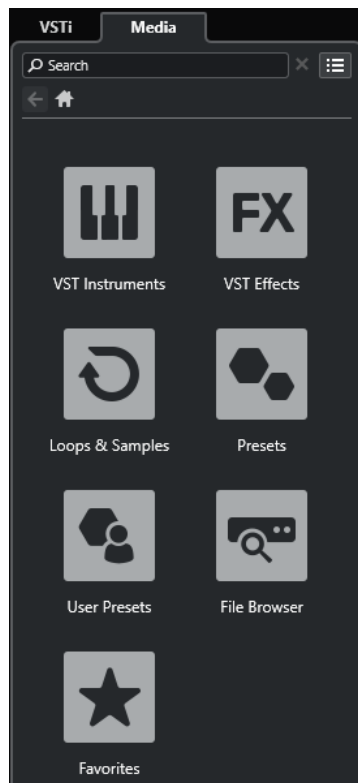 VSTi Media
Search
FX
VST Instruments VST Effects
Loops & Samples Presets
User Presets File Browser
Favorites